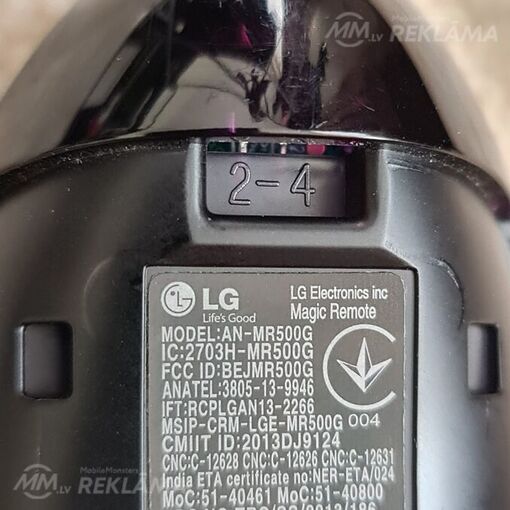 MM.LV MobileMonsters REKLĀMA
2-4
LG
Life's Good
LG Electronics inc
Magic Remote
MODEL:AN-MR500G
IC:2703H-MR500G
FCC ID:BEJMR500G
ANATEL:3805-13-9946
IFT:RCPLGAN13-2266
MSIP-CRM-LGE-MR500G 004
CMIIT ID:2013DJ9124
CNC:C-12628 CNC:C-12626 CNC:C-12631
India ETA certificate no:NER-ETA/024
MoC:51-40461 MoC:51-40800
MM.LV MobileMonsters REKLĀMA